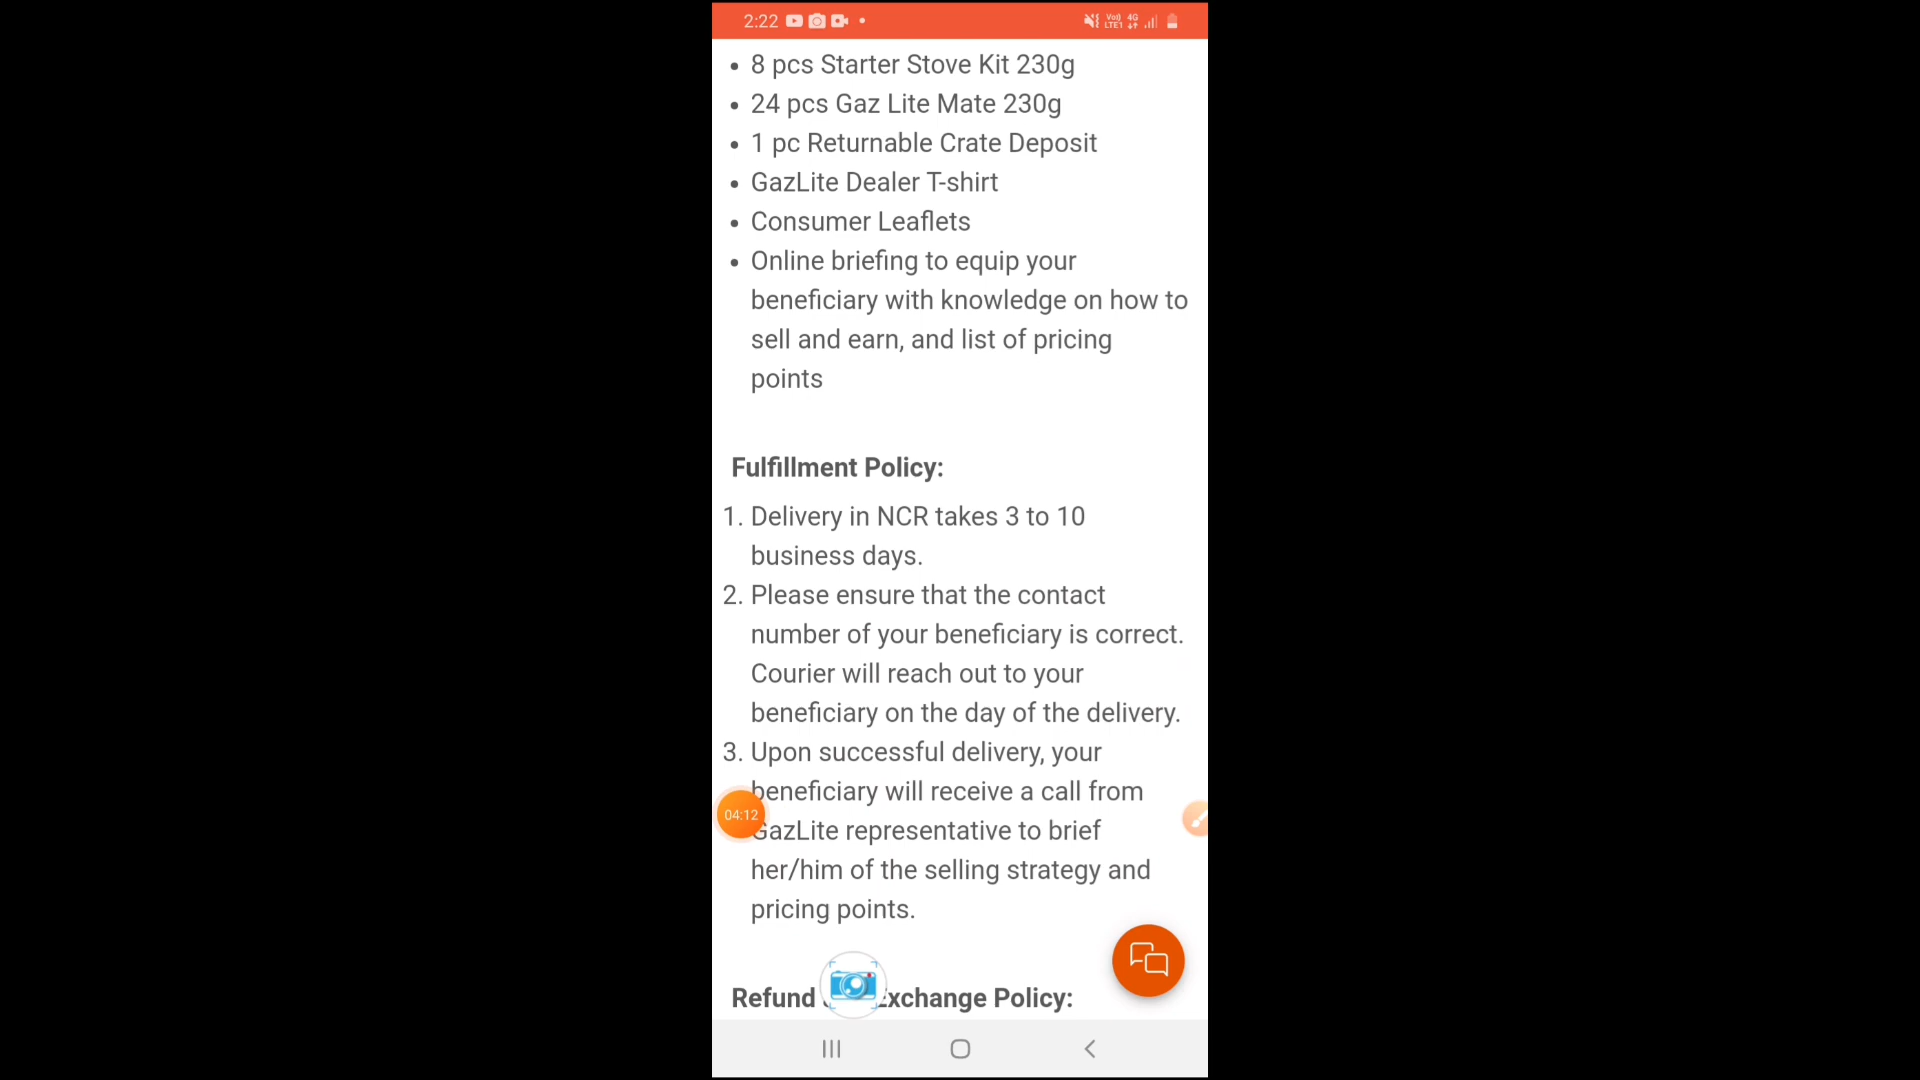 2:22 Vo)) 4G LTE1
• 8 pcs Starter Stove Kit 230g
• 24 pcs Gaz Lite Mate 230g
• 1 pc Returnable Crate Deposit
• GazLite Dealer T-shirt
• Consumer Leaflets
• Online briefing to equip your
beneficiary with knowledge on how to
sell and earn, and list of pricing
points
Fulfillment Policy:
1. Delivery in NCR takes 3 to 10
business days.
2. Please ensure that the contact
number of your beneficiary is correct.
Courier will reach out to your
beneficiary on the day of the delivery.
3. Upon successful delivery, your
beneficiary will receive a call from
04:12
GazLite representative to brief
her/him of the selling strategy and
pricing points.
Refund Exchange Policy: